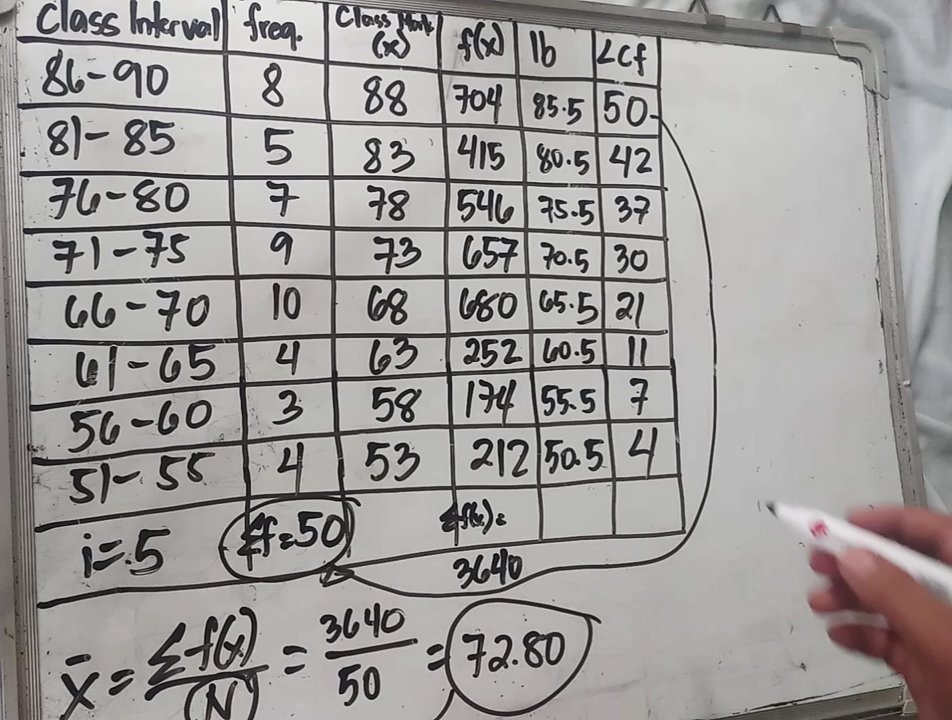 Class Interval freq. Class Mark (x) f(x) lb <cf
86-90 8 88 704 85.5 50
81-85 5 83 415 80.5 42
76-80 7 78 546 75.5 37
71-75 9 73 657 70.5 30
66-70 10 68 680 65.5 21
61-65 4 63 252 60.5 11
56-60 3 58 174 55.5 7
51-55 4 53 212 50.5 4
i=5 Σf=50 Σf(x)=
3640
x̄ = Σf(x)/(N) = 3640/50 = 72.80